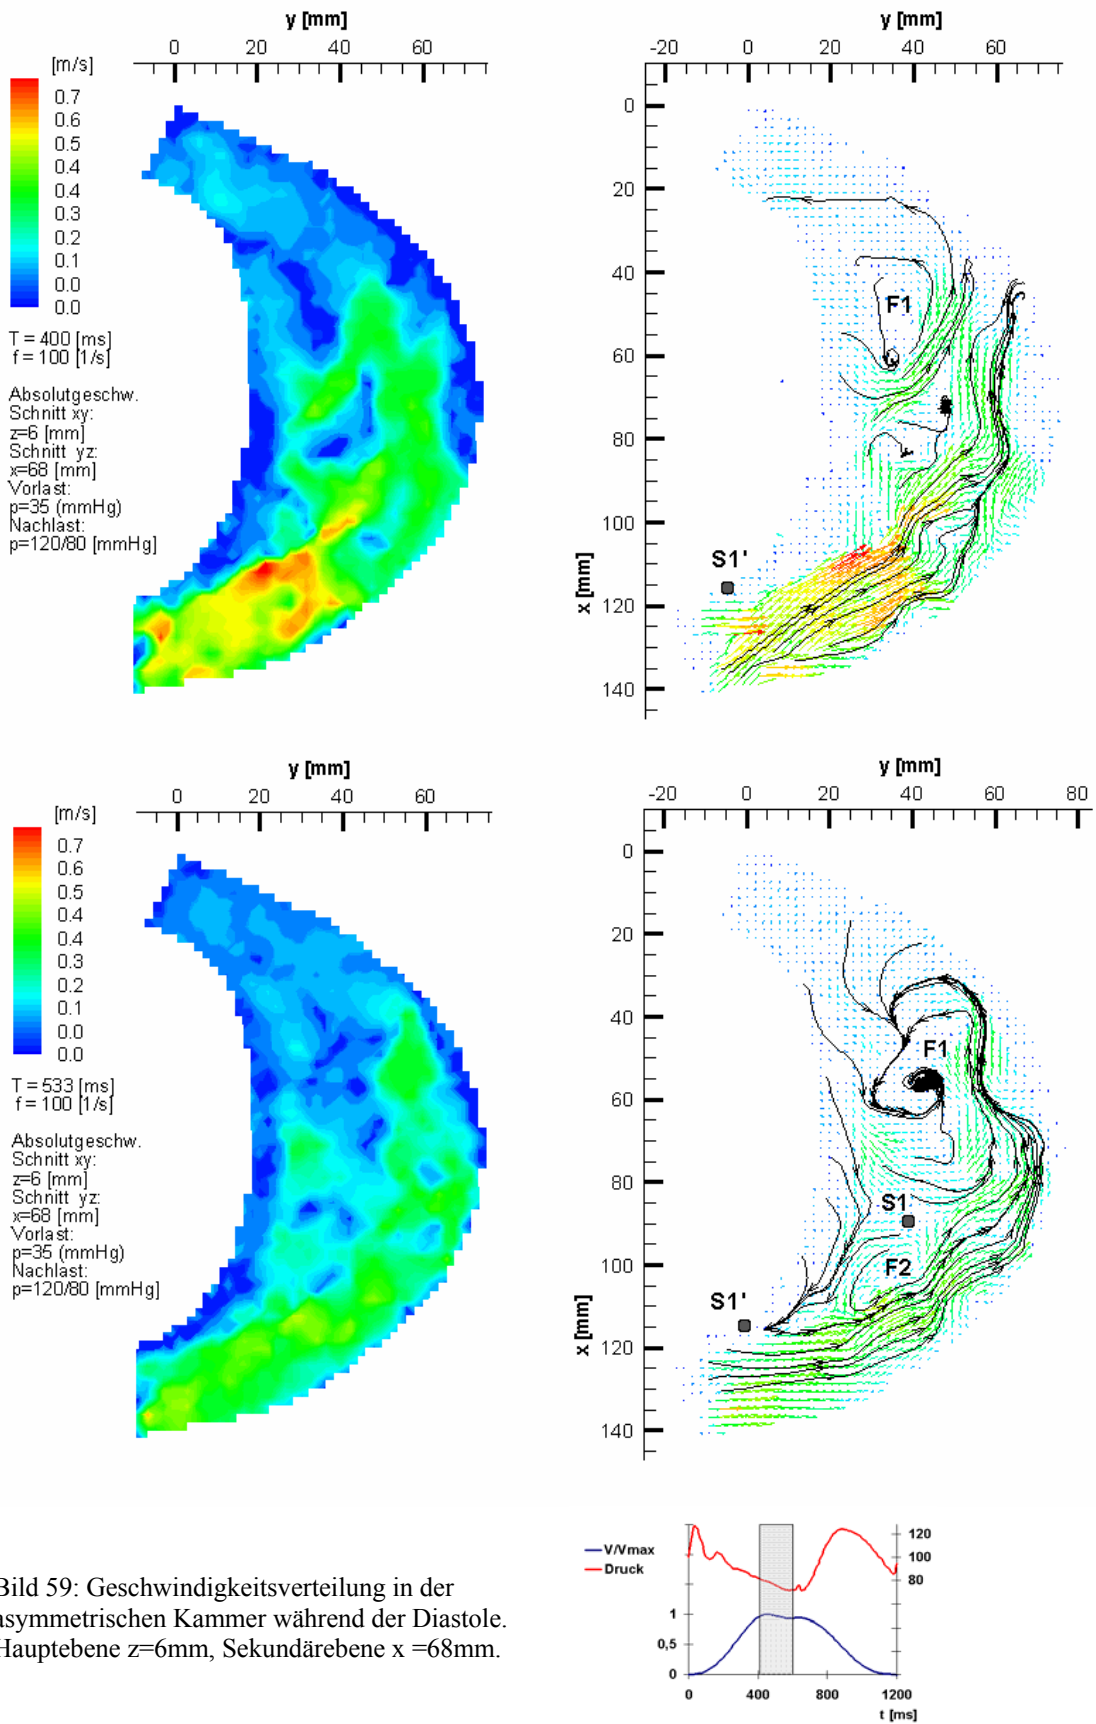 y [mm]
0 20 40 60
[m/s]
0.7
0.6
0.5
0.4
0.3
0.2
0.1
0.0
0.0
T = 400 [ms]
f = 100 [1/s]
Absolutgeschw.
Schnitt xy:
z=6 [mm]
Schnitt yz:
x=68 [mm]
Vorlast:
p=35 (mmHg)
Nachlast:
p=120/80 [mmHg]
y [mm]
-20 0 20 40 60
0
20
40
60
80
100
120
140
x [mm]
F1
S1'
y [mm]
0 20 40 60
[m/s]
0.7
0.6
0.5
0.4
0.3
0.2
0.1
0.0
0.0
T = 533 [ms]
f = 100 [1/s]
Absolutgeschw.
Schnitt xy:
z=6 [mm]
Schnitt yz:
x=68 [mm]
Vorlast:
p=35 (mmHg)
Nachlast:
p=120/80 [mmHg]
y [mm]
-20 0 20 40 60 80
0
20
40
60
80
100
120
140
x [mm]
F1
S1
F2
S1'
Bild 59: Geschwindigkeitsverteilung in der
asymmetrischen Kammer während der Diastole.
Hauptebene z=6mm, Sekundärebene x =68mm.
V/Vmax
Druck
120
100
80
1
0,5
0
0 400 800 1200
t [ms]